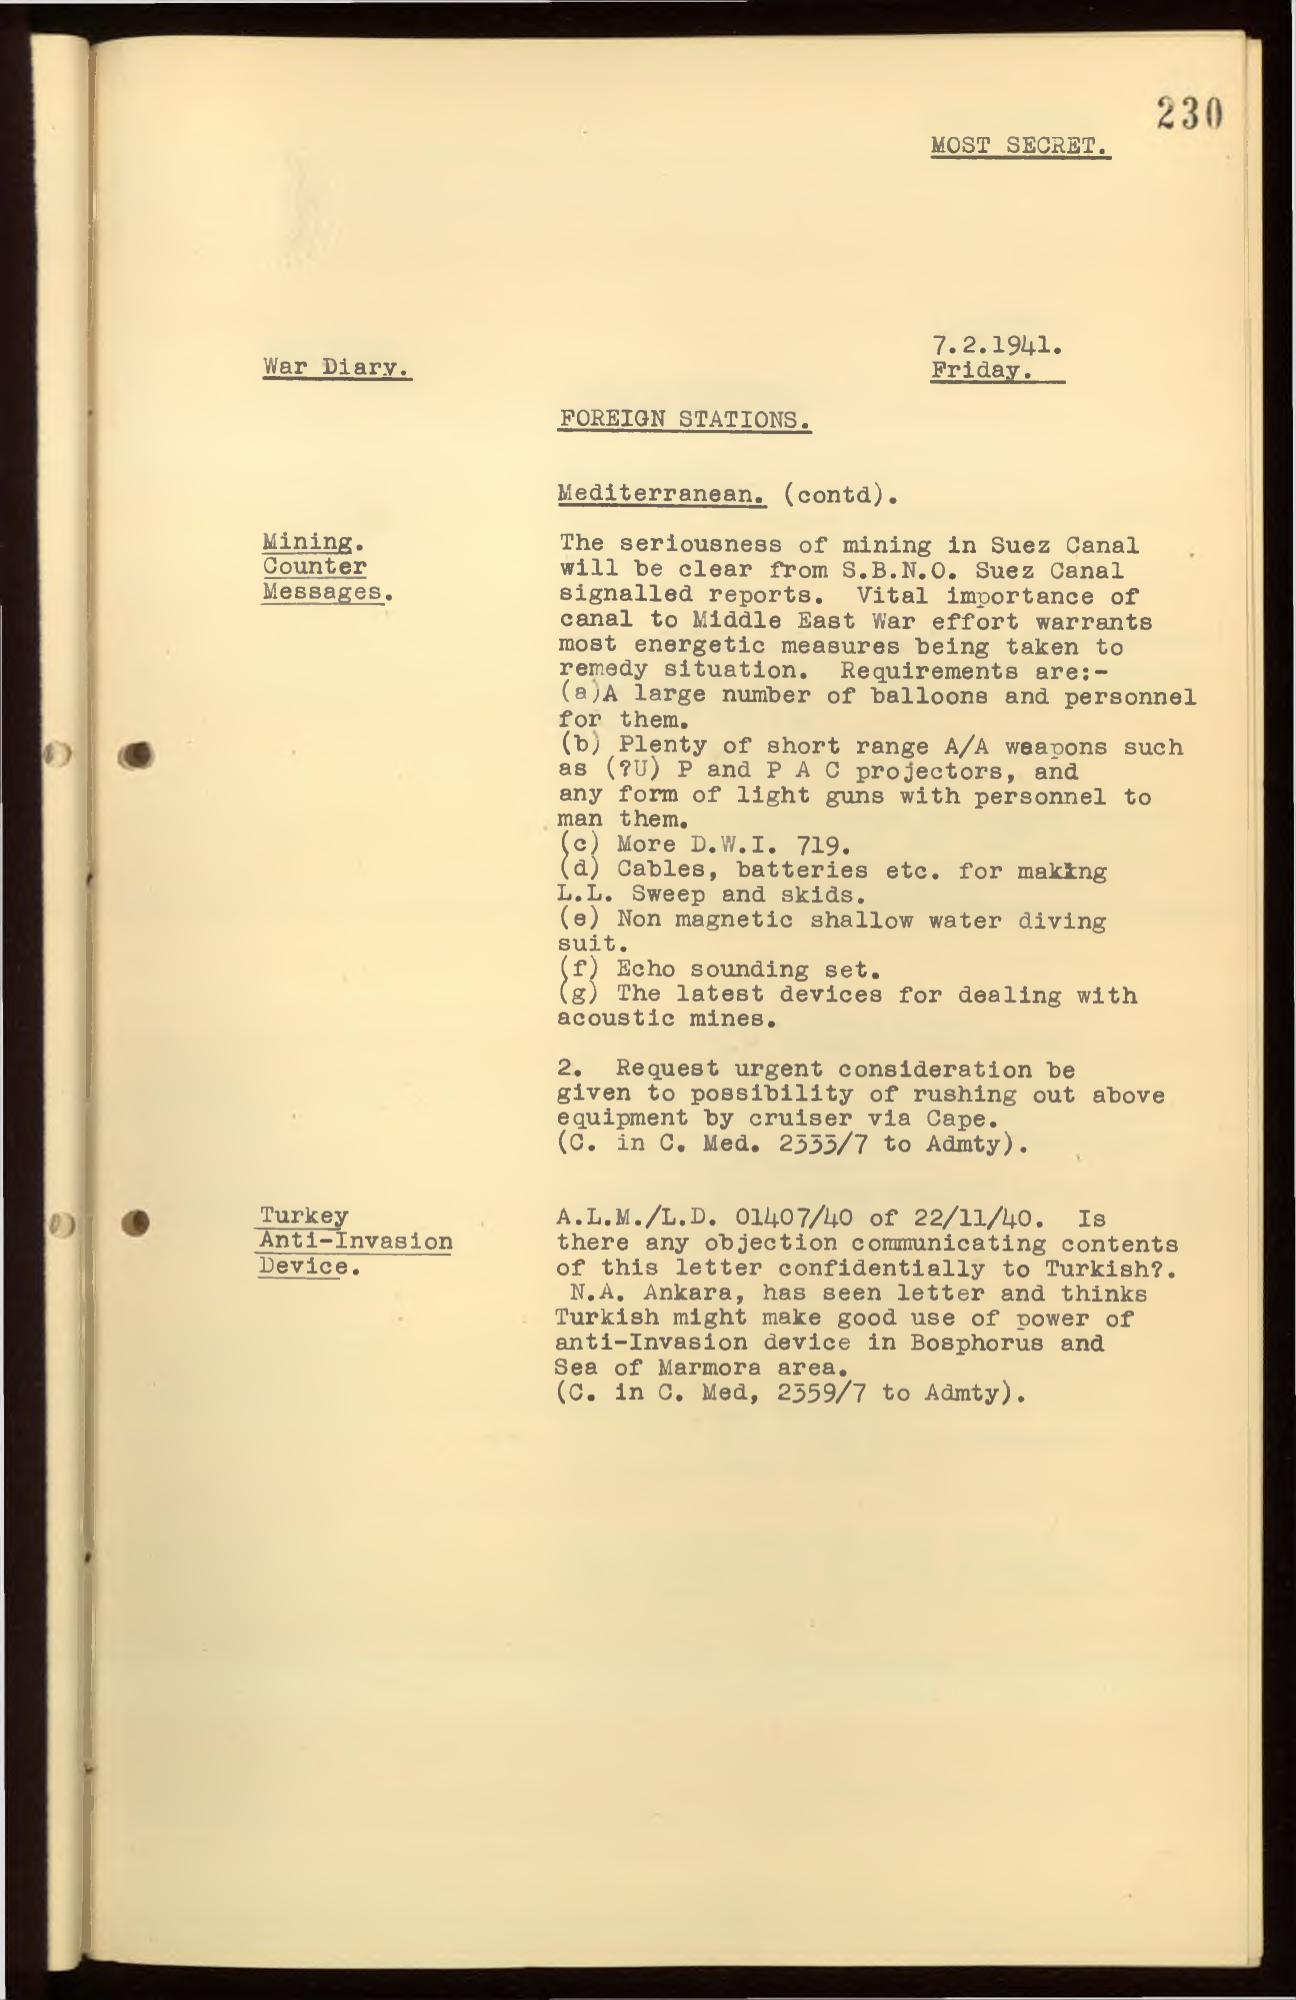 230
MOST SECRET.
7.2.1941.
War Diary.
Friday.
FOREIGN STATIONS.
Mediterranean. (contd).
Mining.
Counter
Messages.
The seriousness of mining in Suez Canal
will be clear from S.B.N.O. Suez Canal
signalled reports. Vital importance of
canal to Middle East War effort warrants
most energetic measures being taken to
remedy situation. Requirements are:-
(a)A large number of balloons and personnel
for them.
(b) Plenty of short range A/A weapons such
as (?U) P and P A C projectors, and
any form of light guns with personnel to
man them.
(c) More D.W.I. 719.
(d) Cables, batteries etc. for making
L.L. Sweep and skids.
(e) Non magnetic shallow water diving
suit.
(f) Echo sounding set.
(g) The latest devices for dealing with
acoustic mines.
2. Request urgent consideration be
given to possibility of rushing out above
equipment by cruiser via Cape.
(C. in C. Med. 2333/7 to Admty).
Turkey
Anti-Invasion
Device.
A.L.M./L.D. 01407/40 of 22/11/40. Is
there any objection communicating contents
of this letter confidentially to Turkish?.
N.A. Ankara, has seen letter and thinks
Turkish might make good use of power of
anti-Invasion device in Bosphorus and
Sea of Marmora area.
(C. in C. Med, 2359/7 to Admty).